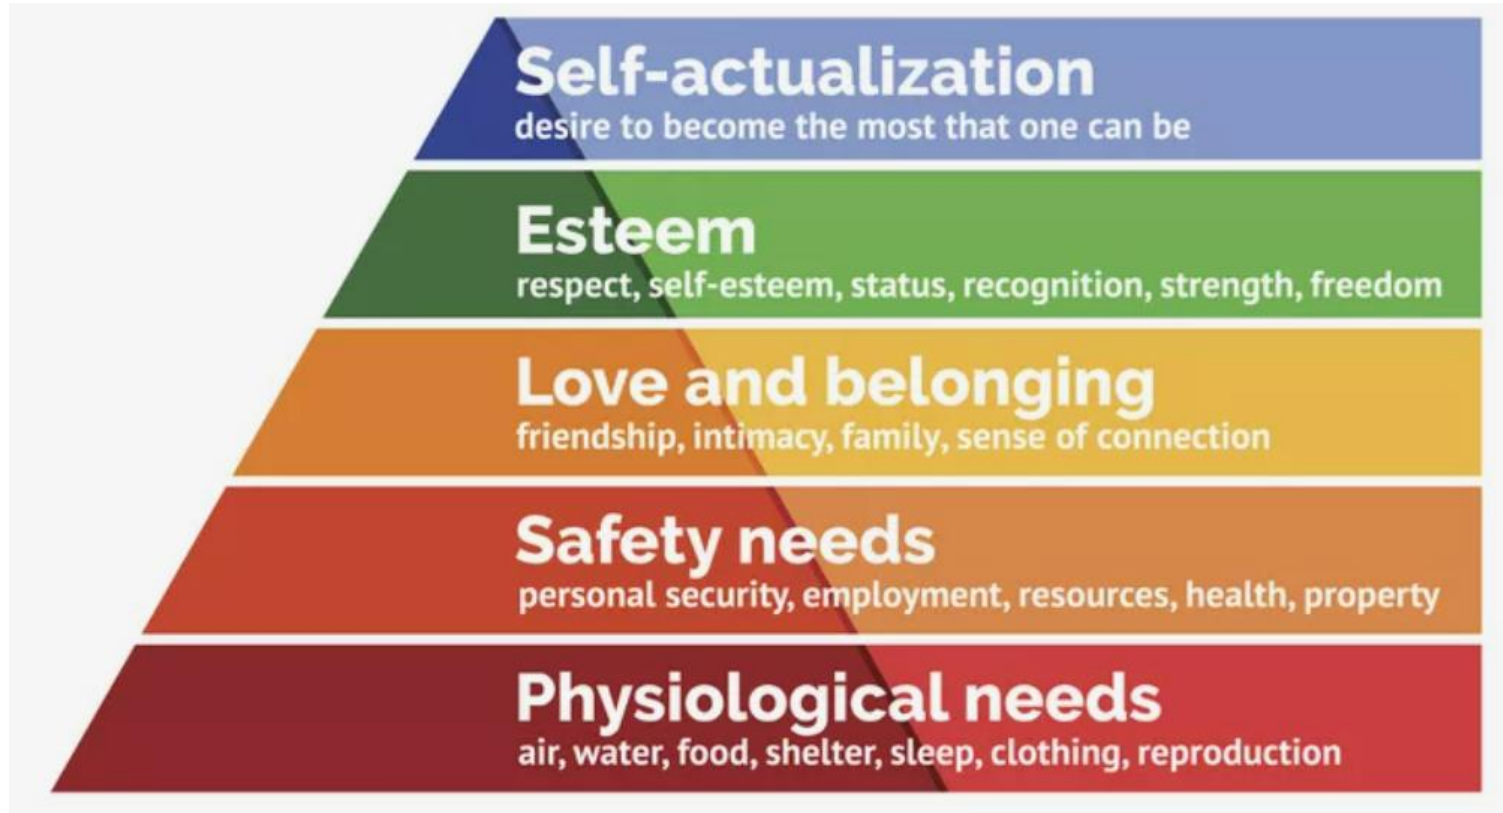 Self-actualization
desire to become the most that one can be
Esteem
respect, self-esteem, status, recognition, strength, freedom
Love and belonging
friendship, intimacy, family, sense of connection
Safety needs
personal security, employment, resources, health, property
Physiological needs
air, water, food, shelter, sleep, clothing, reproduction